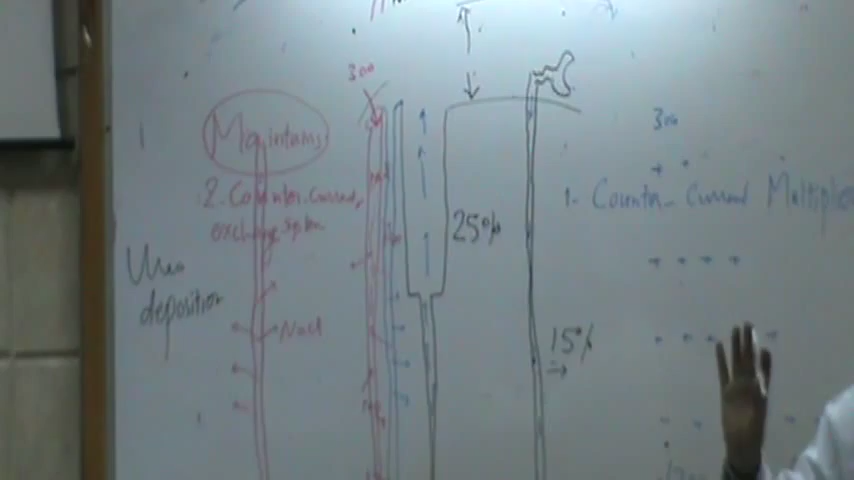 300
Maintains
300
2. Counter-current
exchange system
1. Counter-current Multiplier
25%
Urea
deposition
NaCl
15%